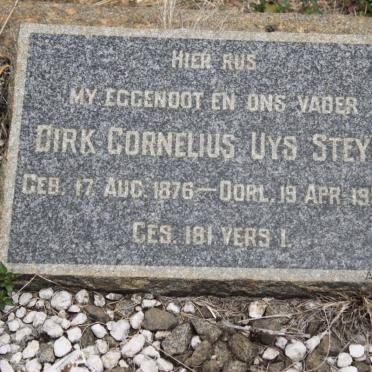 HIER RUS
MY EGGENOOT EN ONS VADER
DIRK CORNELIUS UYS STEY
GEB. 17 AUG. 1876 — OORL. 19 APR. 19
GES. 181 VERS 1.